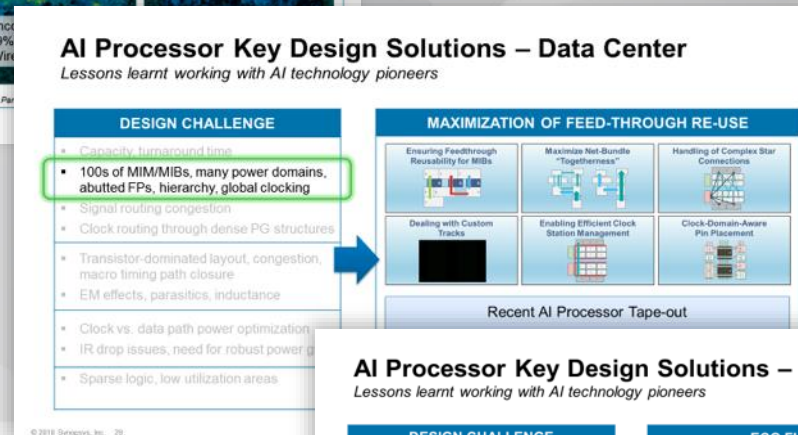 AI Processor Key Design Solutions – Data Center
Lessons learnt working with AI technology pioneers
DESIGN CHALLENGE
▪ Capacity, turnaround time
▪ 100s of MIM/MIBs, many power domains,
abutted FPs, hierarchy, global clocking
▪ Signal routing congestion
▪ Clock routing through dense PG structures
▪ Transistor-dominated layout, congestion,
macro timing path closure
▪ EM effects, parasitics, inductance
▪ Clock vs. data path power optimization
▪ IR drop issues, need for robust power
▪ Sparse logic, low utilization areas
MAXIMIZATION OF FEED-THROUGH RE-USE
Ensuring Feedthrough
Reusability for MIBs
Maximize Net-Bundle
"Togetherness"
Handling of Complex Star
Connections
Dealing with Custom
Tracks
Enabling Efficient Clock
Station Management
Clock-Domain-Aware
Pin Placement
Recent AI Processor Tape-out
© 2018 Synopsys, Inc. 29
AI Processor Key Design Solutions –
Lessons learnt working with AI technology pioneers
DESIGN CHALLENGE